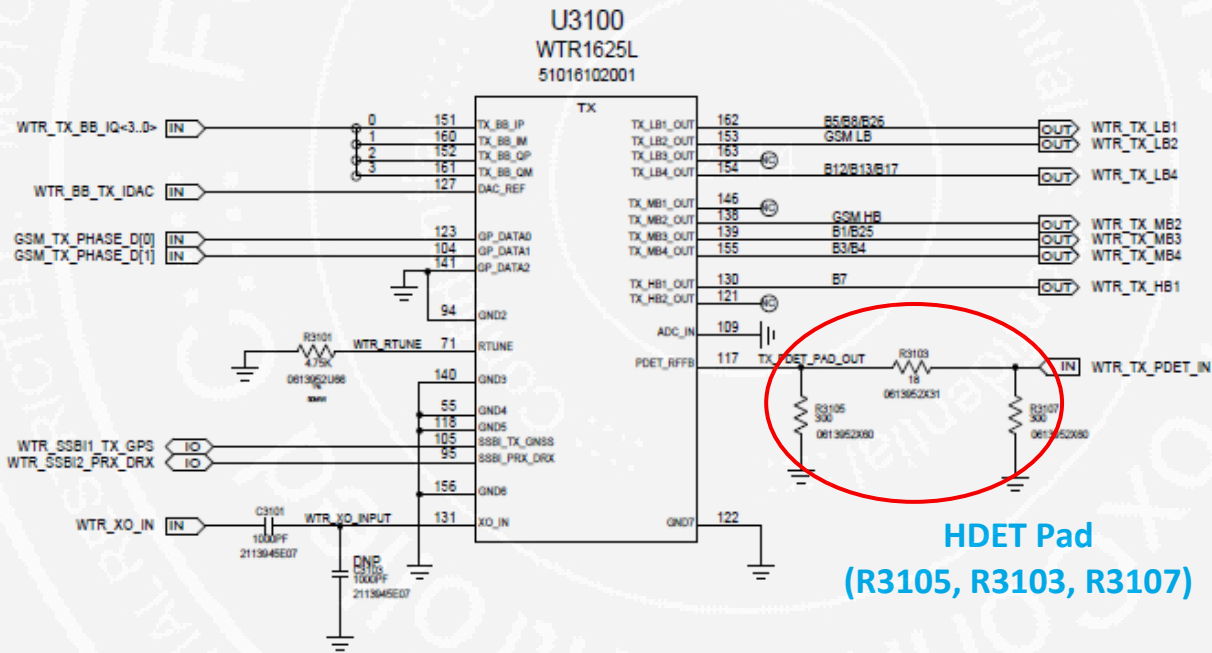 U3100
WTR1625L
51016102001
TX
WTR_TX_BB_IQ<3..0> IN 0 151 TX_BB_IP
1 160 TX_BB_IM
2 152 TX_BB_QP
3 161 TX_BB_QM
WTR_BB_TX_IDAC IN 127 DAC_REF
GSM_TX_PHASE_D[0] IN 123 GP_DATA0
GSM_TX_PHASE_D[1] IN 104 GP_DATA1
141 GP_DATA2
94 GND2
R3101
4.75K
0613952U66
WTR_RTUNE 71 RTUNE
140 GND3
55 GND4
118 GND5
WTR_SSBI1_TX_GPS IO 105 SSBI_TX_GNSS
WTR_SSBI2_PRX_DRX IO 95 SSBI_PRX_DRX
156 GND6
WTR_XO_IN IN
C3101
1000PF
2113945E07
WTR_XO_INPUT 131 XO_IN
DNP
C3103
1000PF
2113945E07
TX_LB1_OUT 162 B5/B8/B26 OUT WTR_TX_LB1
TX_LB2_OUT 153 GSM LB OUT WTR_TX_LB2
TX_LB3_OUT 163 NC
TX_LB4_OUT 154 B12/B13/B17 OUT WTR_TX_LB4
TX_MB1_OUT 146 NC
TX_MB2_OUT 138 GSM HB OUT WTR_TX_MB2
TX_MB3_OUT 139 B1/B25 OUT WTR_TX_MB3
TX_MB4_OUT 155 B3/B4 OUT WTR_TX_MB4
TX_HB1_OUT 130 B7 OUT WTR_TX_HB1
TX_HB2_OUT 121 NC
ADC_IN 109
PDET_RFFB 117 TX_PDET_PAD_OUT
R3103
18
0613952X31
IN WTR_TX_PDET_IN
R3105
300
0613952X60
R3107
300
0613952X60
GND7 122
HDET Pad
(R3105, R3103, R3107)